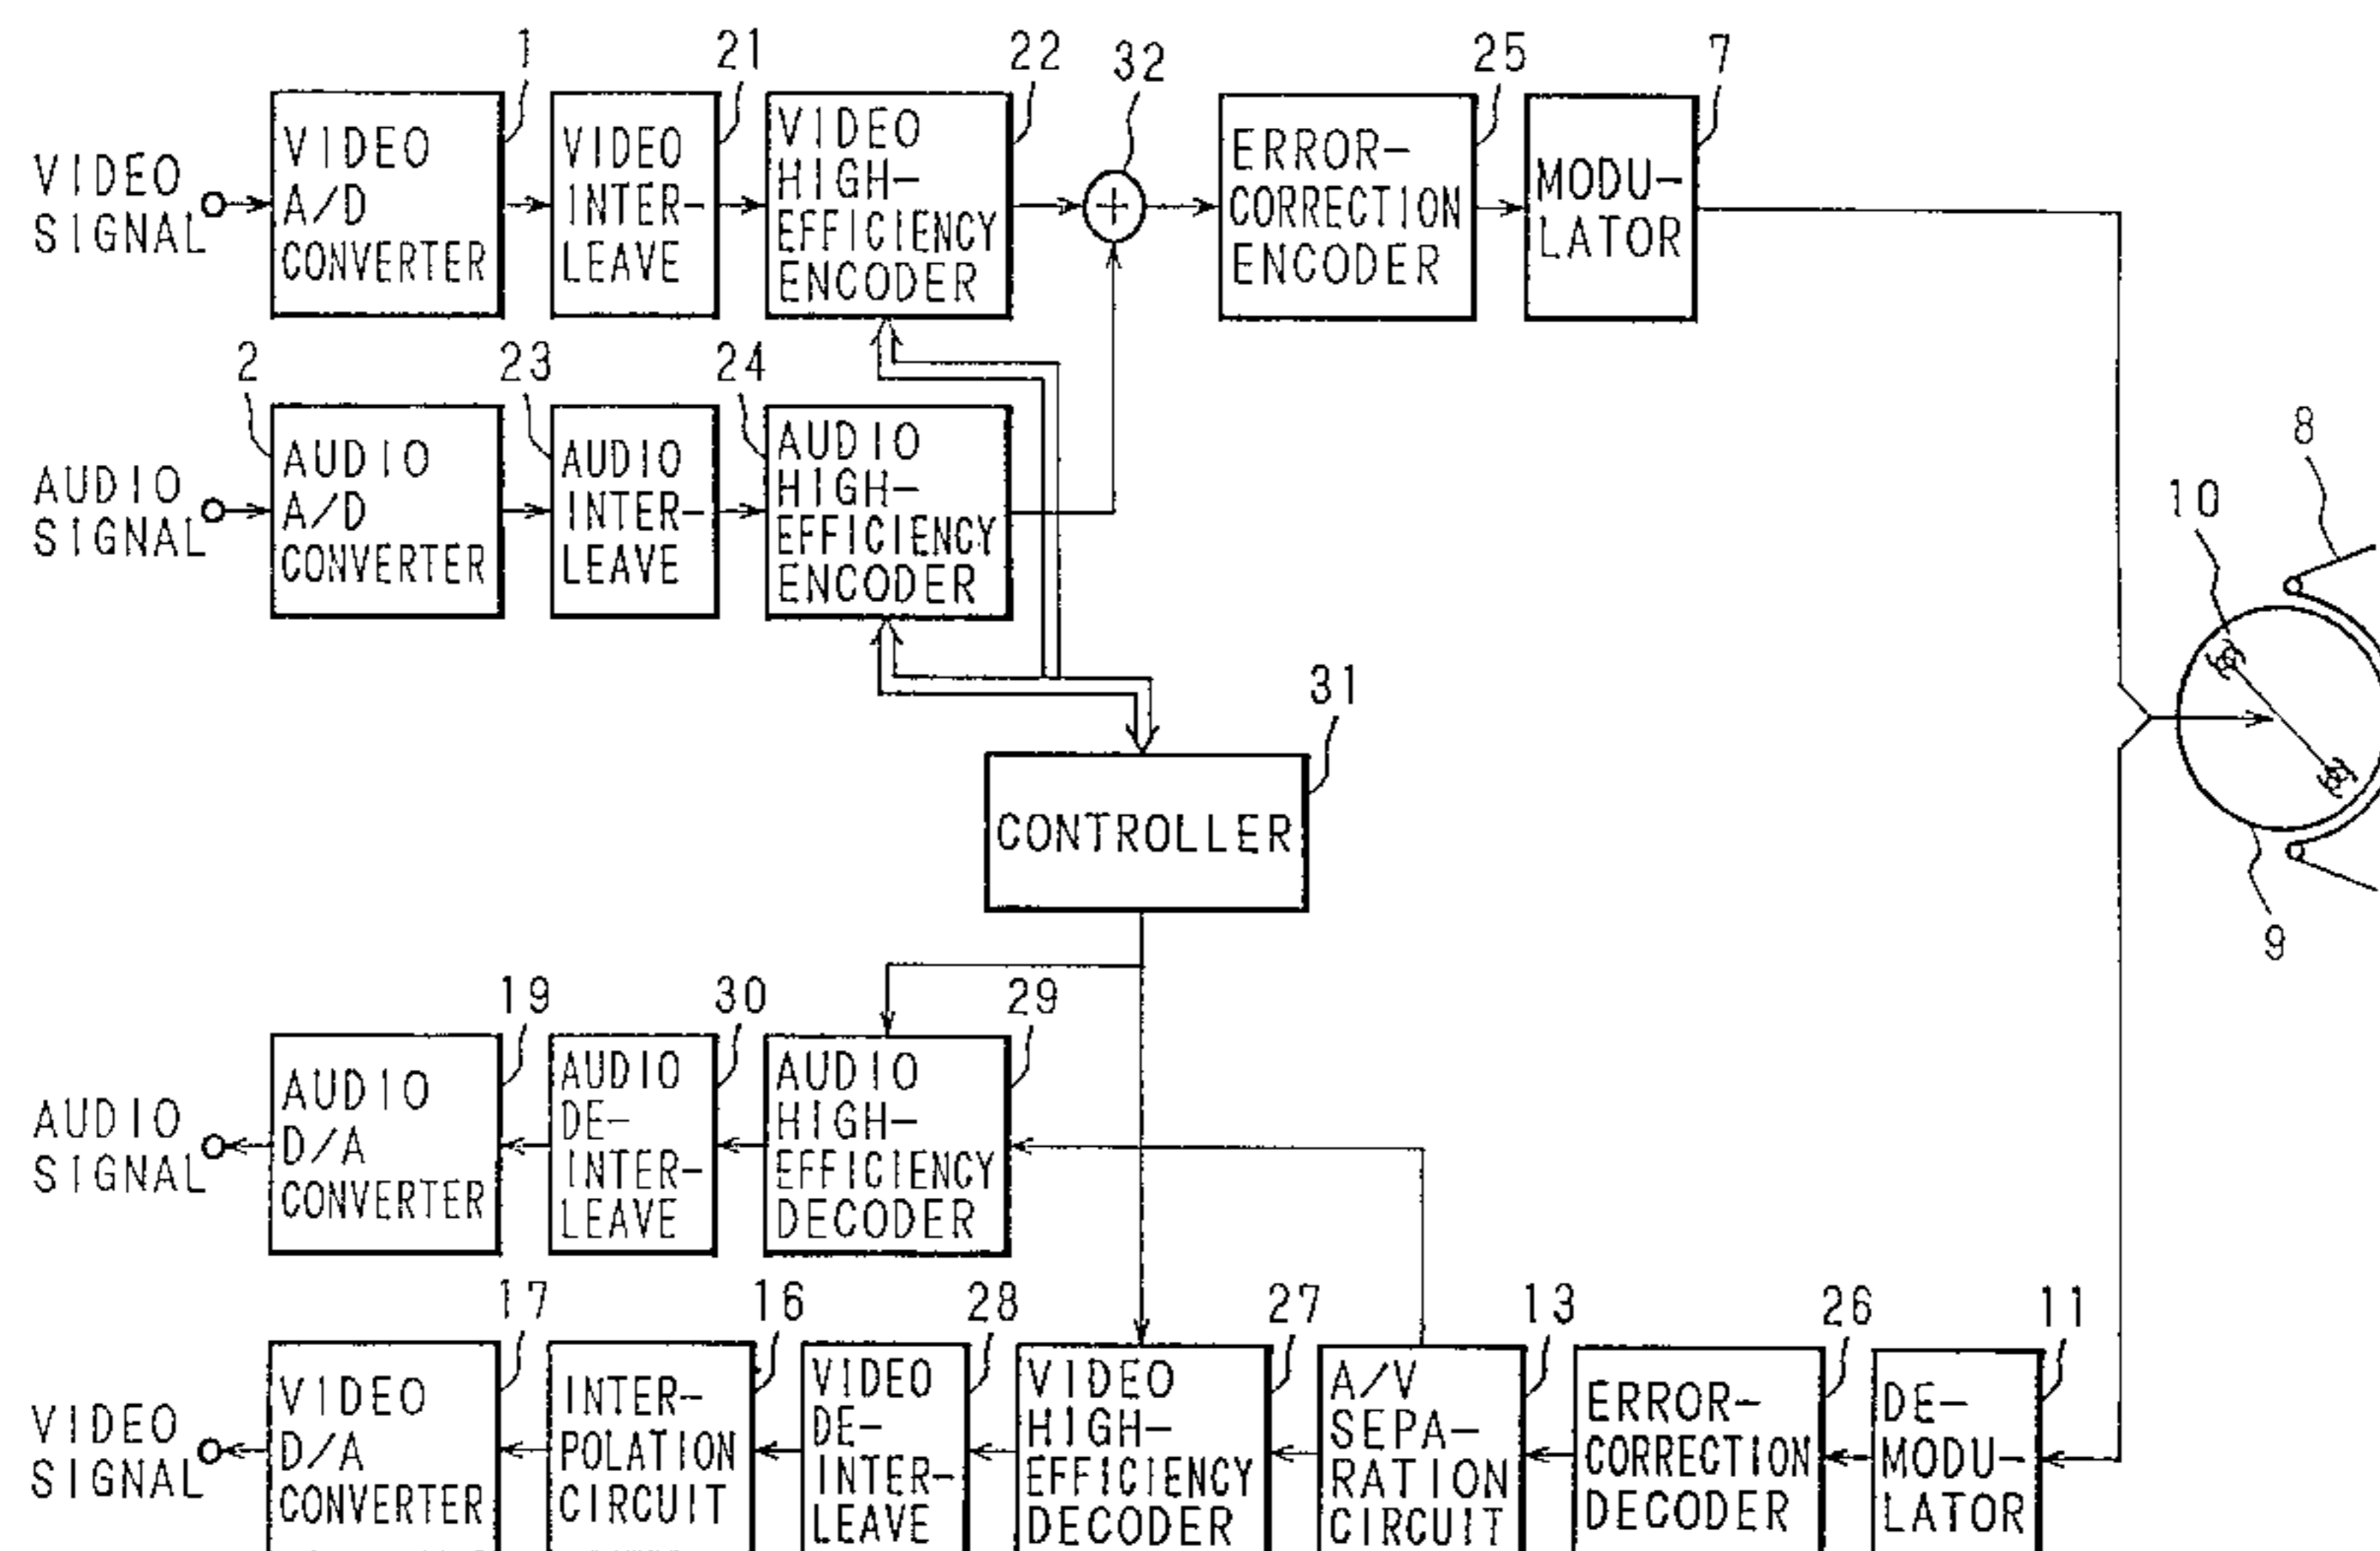 1
21
22
32
25
7
VIDEO
SIGNAL
VIDEO
A/D
CONVERTER
VIDEO
INTER-
LEAVE
VIDEO
HIGH-
EFFICIENCY
ENCODER
+
ERROR-
CORRECTION
ENCODER
MODU-
LATOR
2
23
24
AUDIO
SIGNAL
AUDIO
A/D
CONVERTER
AUDIO
INTER-
LEAVE
AUDIO
HIGH-
EFFICIENCY
ENCODER
8
10
9
31
CONTROLLER
19
30
29
AUDIO
SIGNAL
AUDIO
D/A
CONVERTER
AUDIO
DE-
INTER-
LEAVE
AUDIO
HIGH-
EFFICIENCY
DECODER
17
16
28
27
13
26
11
VIDEO
SIGNAL
VIDEO
D/A
CONVERTER
INTER-
POLATION
CIRCUIT
VIDEO
DE-
INTER-
LEAVE
VIDEO
HIGH-
EFFICIENCY
DECODER
A/V
SEPA-
RATION
CIRCUIT
ERROR-
CORRECTION
DECODER
DE-
MODU-
LATOR